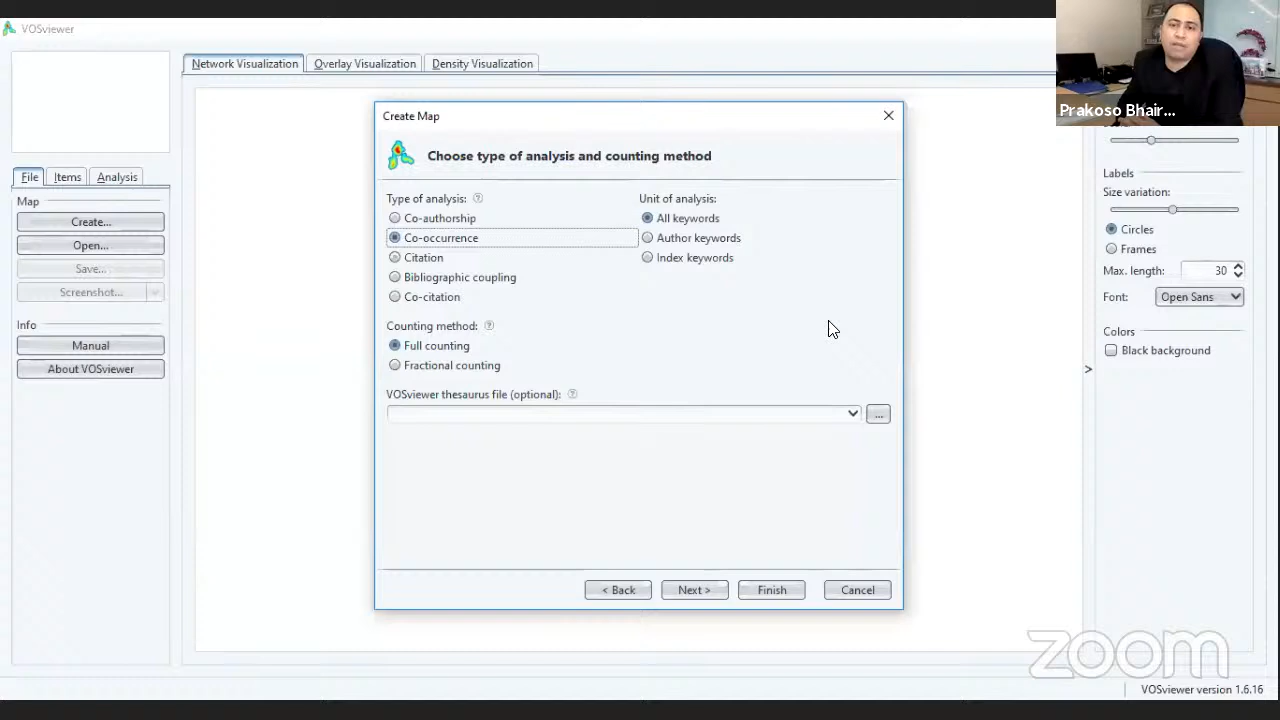 VOSviewer
Network Visualization
Overlay Visualization
Density Visualization
Prakoso Bhair...
File
Items
Analysis
Map
Create...
Open...
Save...
Screenshot...
Info
Manual
About VOSviewer
Create Map
Choose type of analysis and counting method
Type of analysis:
Co-authorship
Co-occurrence
Citation
Bibliographic coupling
Co-citation
Unit of analysis:
All keywords
Author keywords
Index keywords
Counting method:
Full counting
Fractional counting
VOSviewer thesaurus file (optional):
...
< Back
Next >
Finish
Cancel
Labels
Size variation:
Circles
Frames
Max. length: 30
Font: Open Sans
Colors
Black background
>
zoom
VOSviewer version 1.6.16